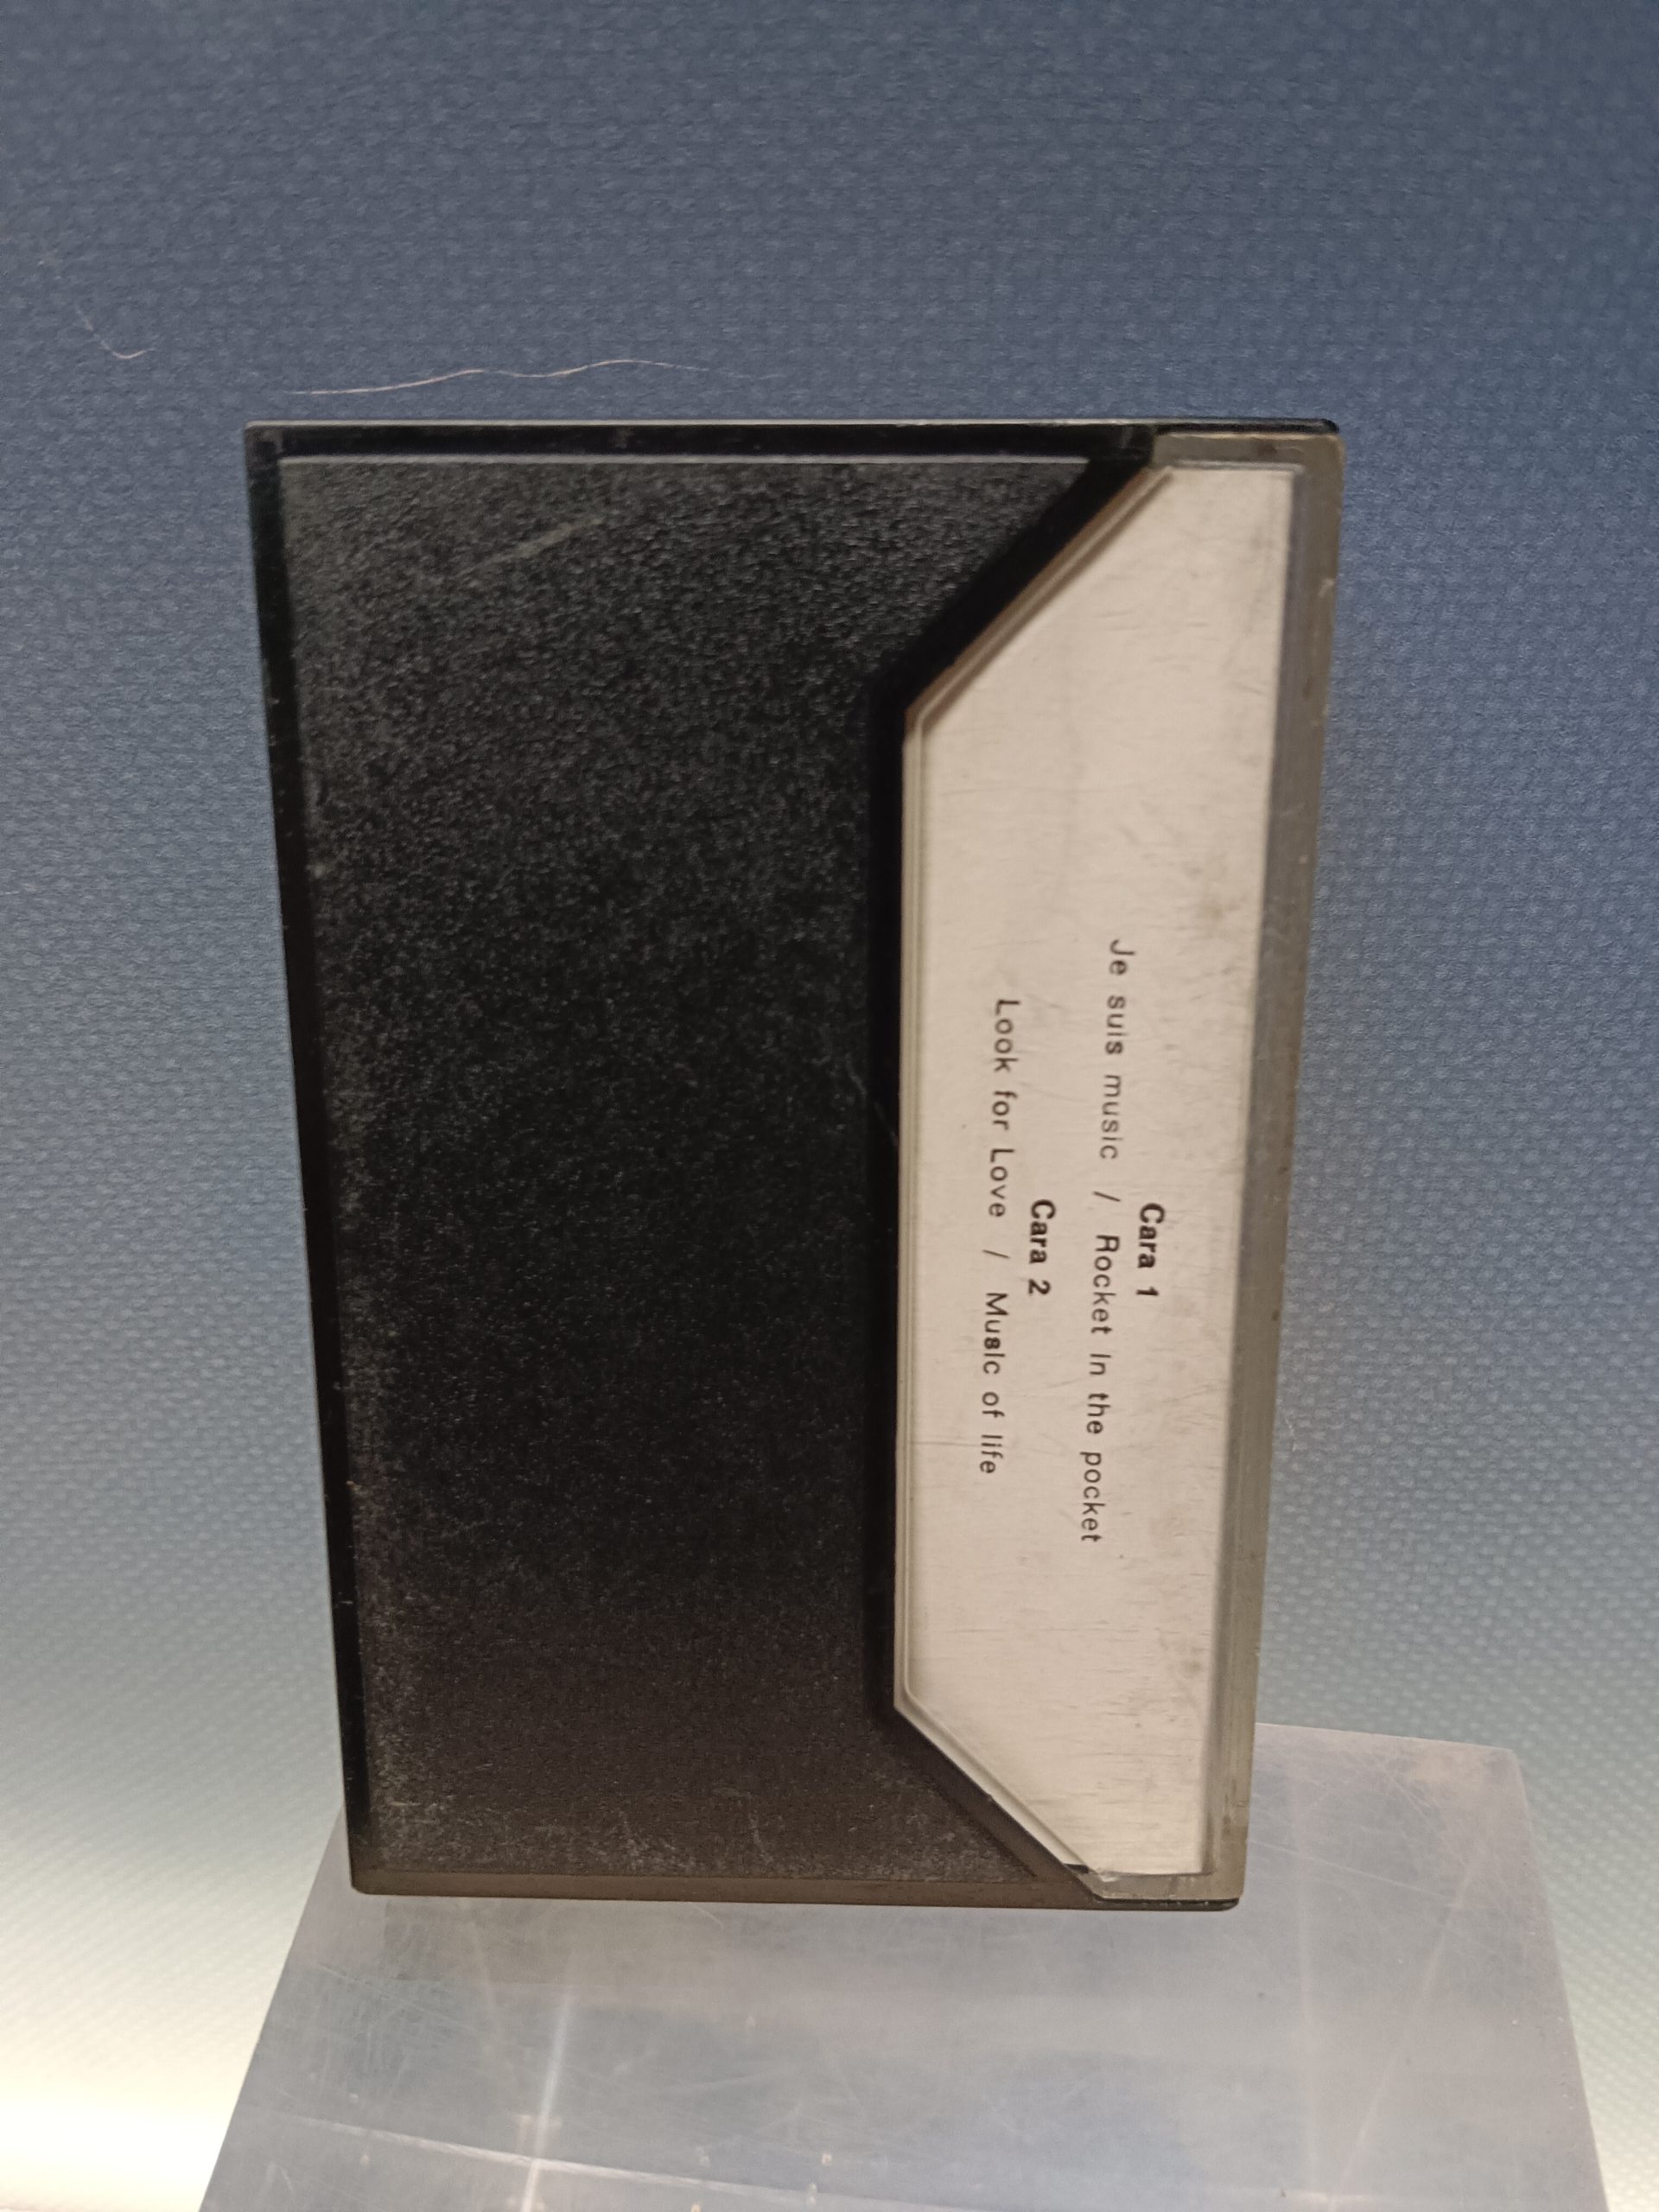 Cara 1
Je suis music / Rocket in the pocket
Cara 2
Look for Love / Music of life